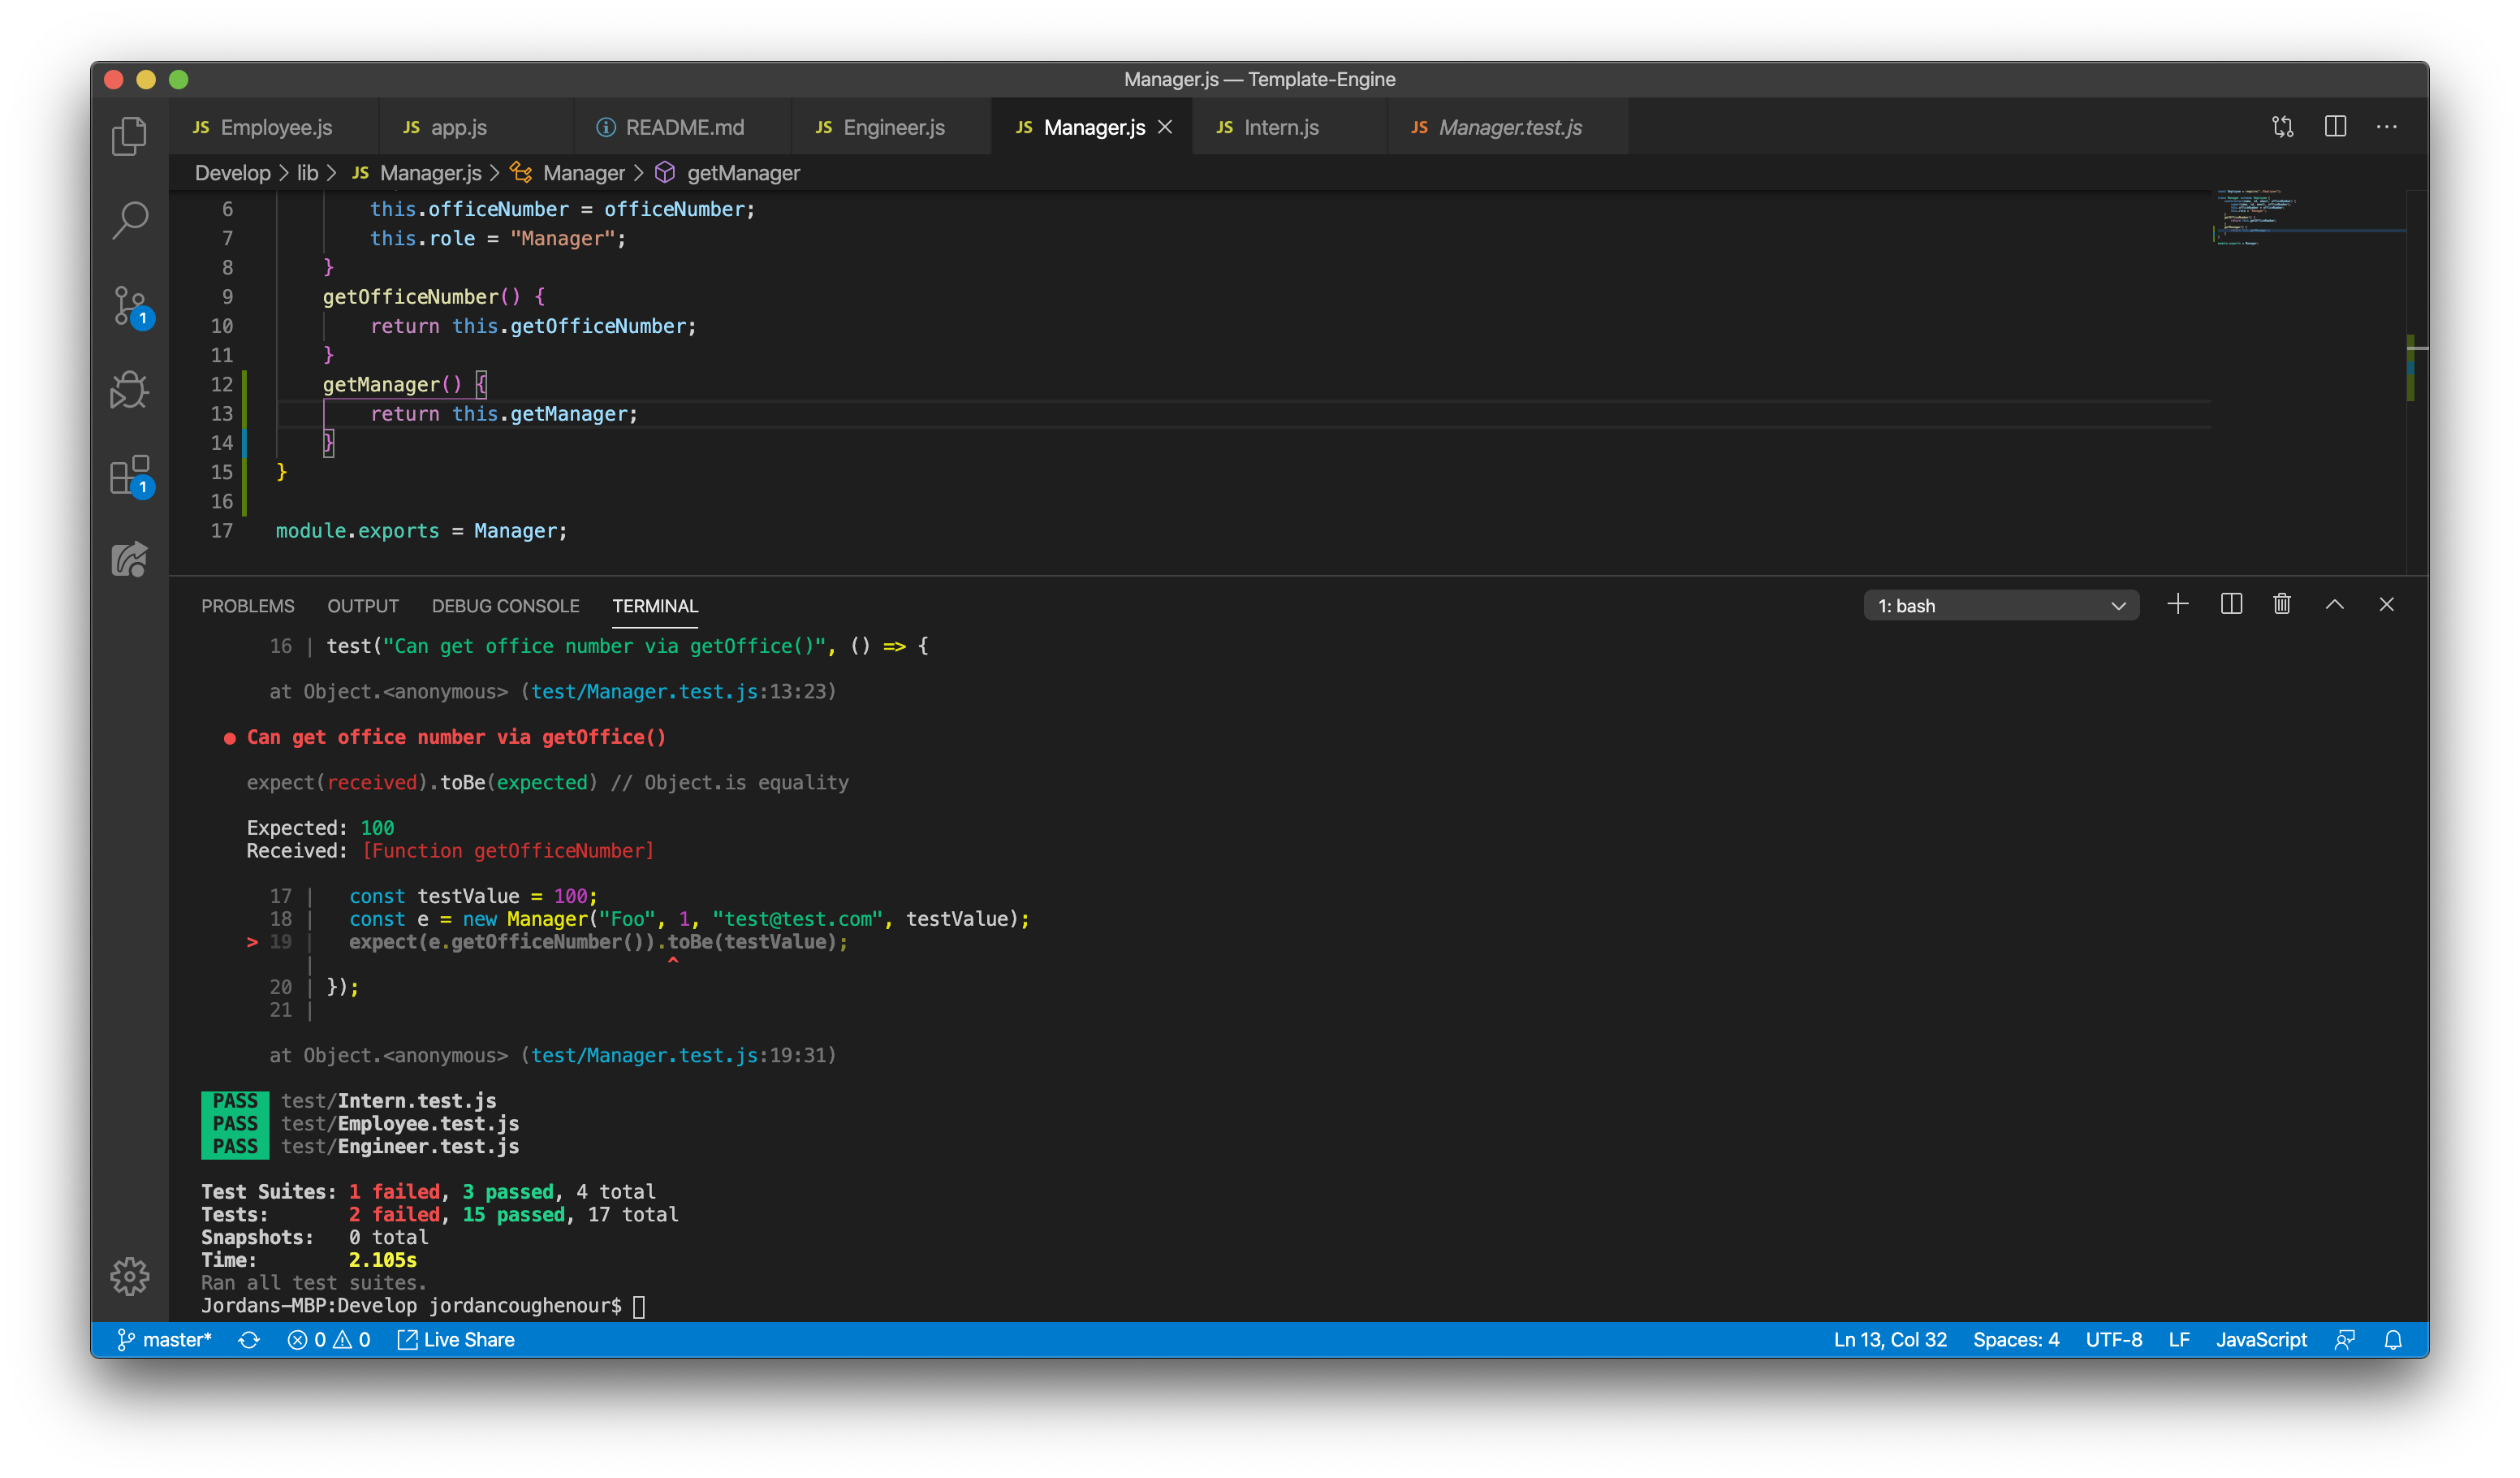 Manager.js — Template-Engine
JS Employee.js JS app.js README.md JS Engineer.js JS Manager.js JS Intern.js JS Manager.test.js
Develop > lib > JS Manager.js > Manager > getManager
6 this.officeNumber = officeNumber;
7 this.role = "Manager";
8 }
9 getOfficeNumber() {
10 return this.getOfficeNumber;
11 }
12 getManager() {
13 return this.getManager;
14 }
15 }
16
17 module.exports = Manager;
1
1
PROBLEMS OUTPUT DEBUG CONSOLE TERMINAL 1: bash
16 | test("Can get office number via getOffice()", () => {
at Object.<anonymous> (test/Manager.test.js:13:23)
● Can get office number via getOffice()
expect(received).toBe(expected) // Object.is equality
Expected: 100
Received: [Function getOfficeNumber]
17 | const testValue = 100;
18 | const e = new Manager("Foo", 1, "test@test.com", testValue);
> 19 | expect(e.getOfficeNumber()).toBe(testValue);
| ^
20 | });
21 |
at Object.<anonymous> (test/Manager.test.js:19:31)
PASS test/Intern.test.js
PASS test/Employee.test.js
PASS test/Engineer.test.js
Test Suites: 1 failed, 3 passed, 4 total
Tests: 2 failed, 15 passed, 17 total
Snapshots: 0 total
Time: 2.105s
Ran all test suites.
Jordans-MBP:Develop jordancoughenour$
master* 0 0 Live Share Ln 13, Col 32 Spaces: 4 UTF-8 LF JavaScript